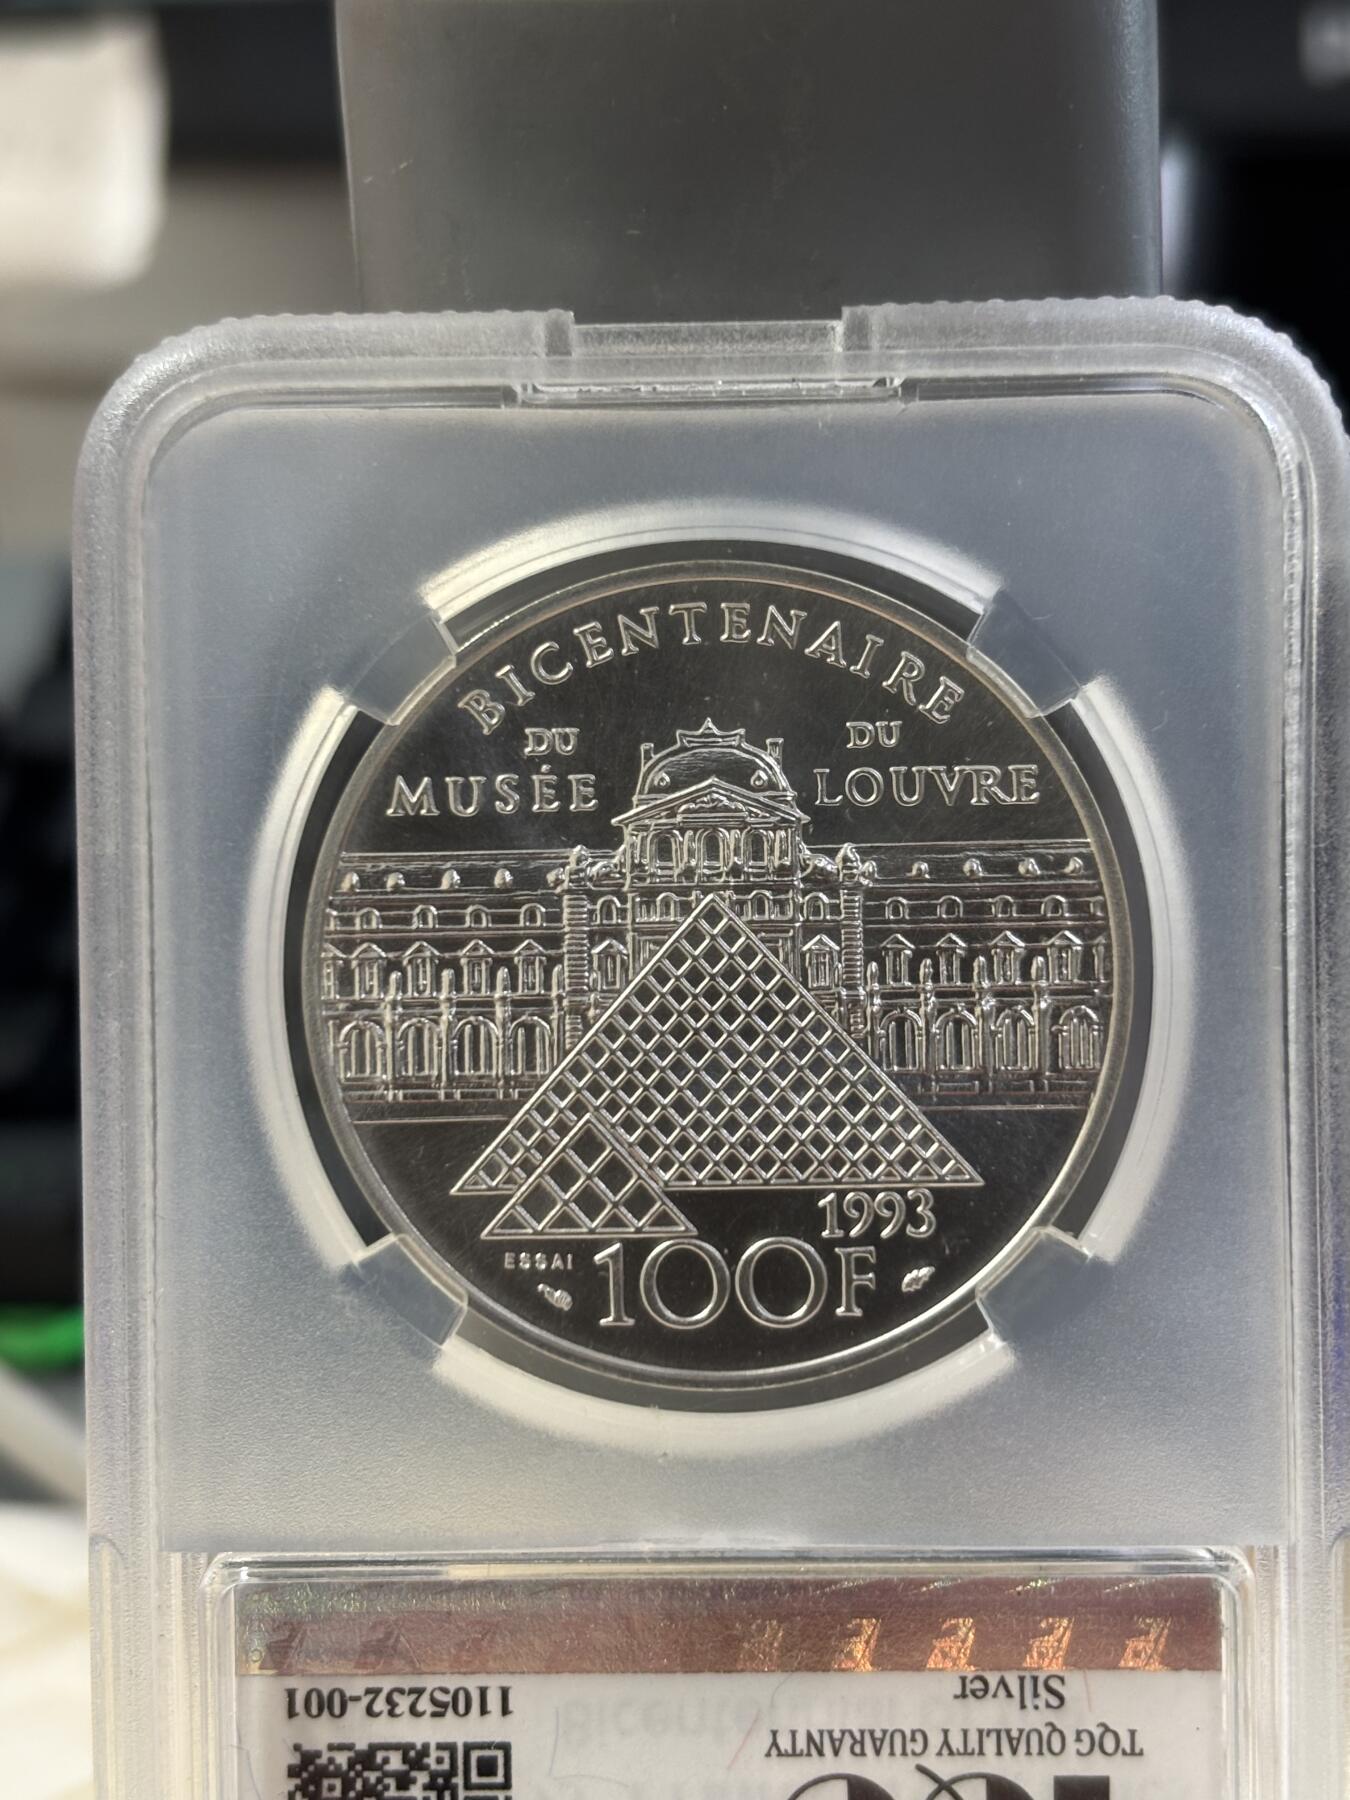 BICENTENAIRE
DU DU
MUSÉE LOUVRE
1993
ESSAI
100F
Silver
1105232-001
TQG QUALITY GUARANTY